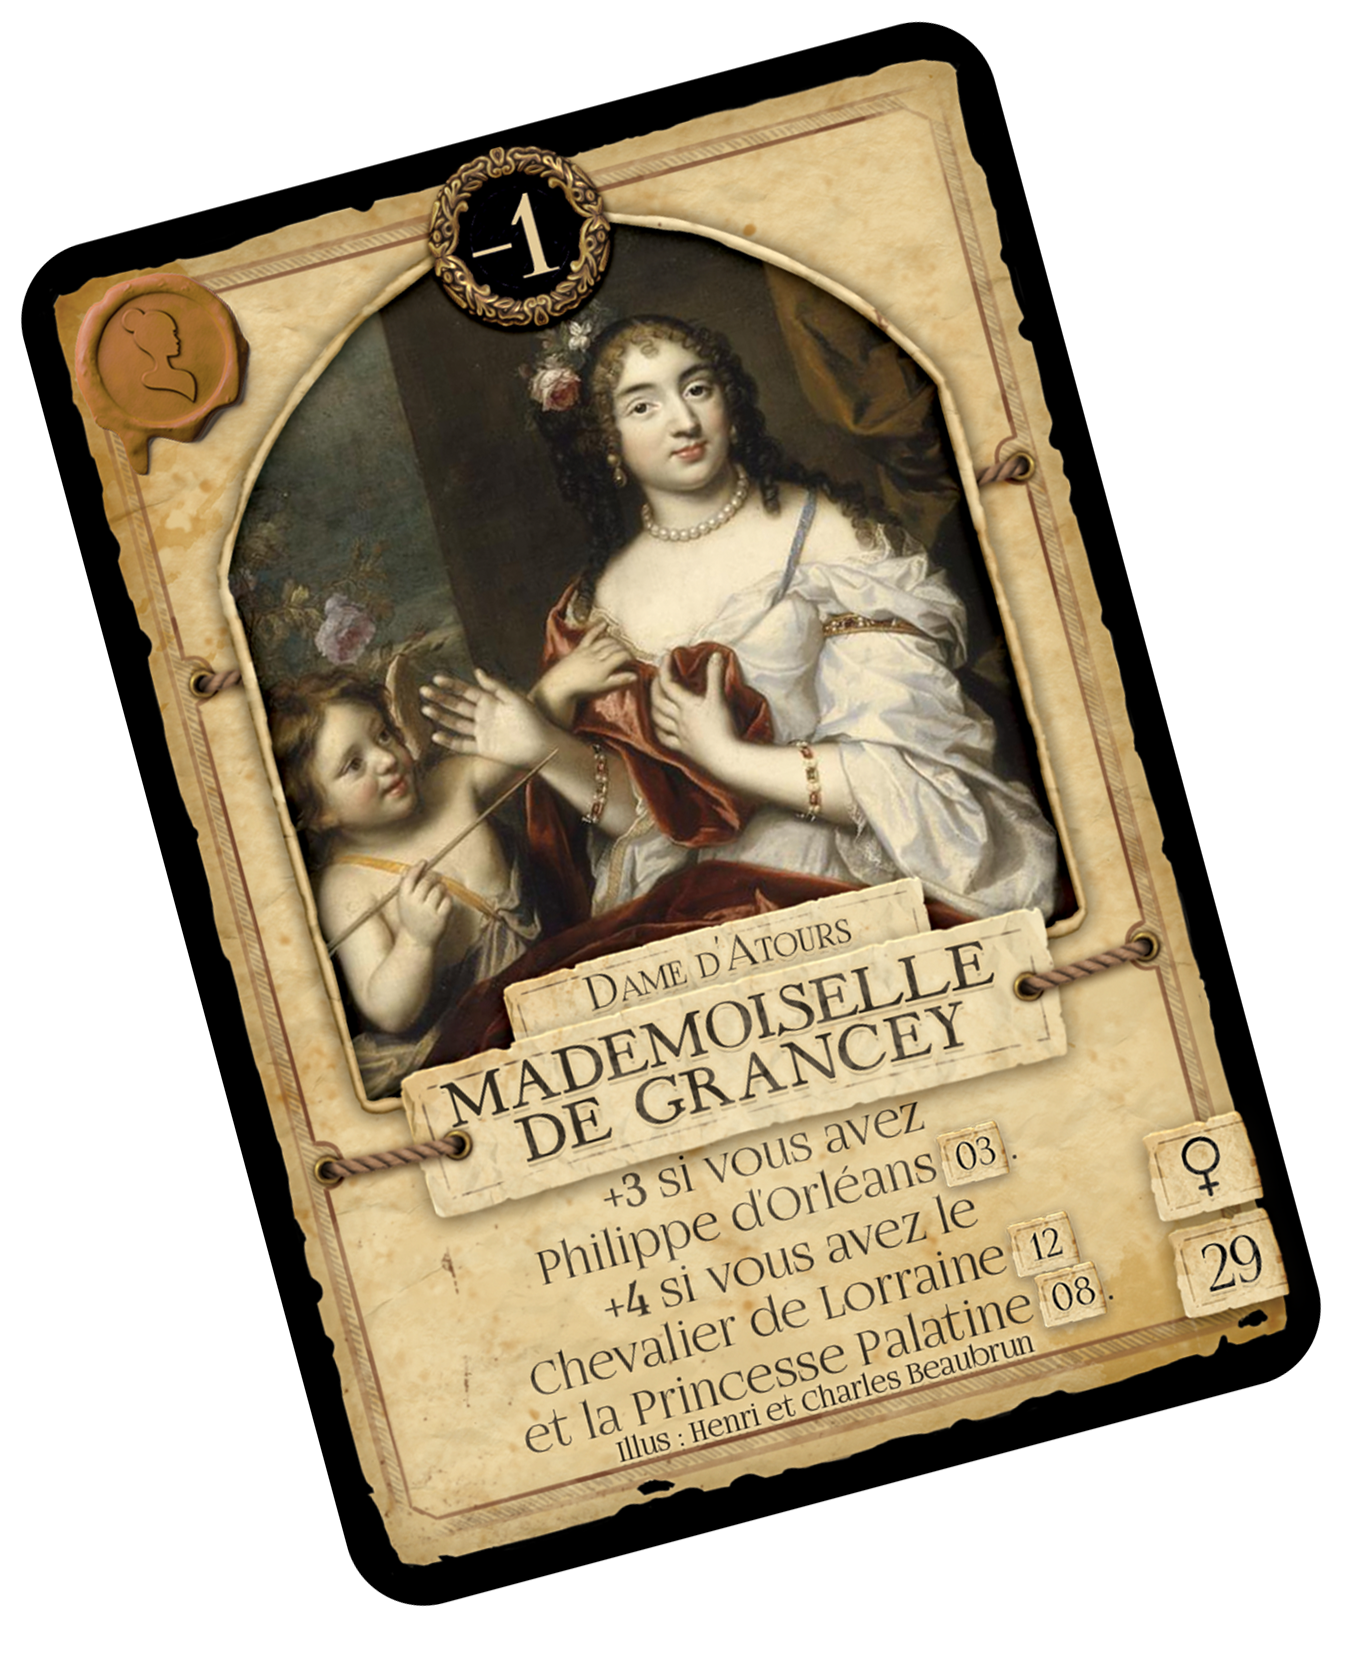 –1
DAME D'ATOURS
MADEMOISELLE
DE GRANCEY
+3 si vous avez
Philippe d'Orléans 03.
+4 si vous avez le
Chevalier de Lorraine 12
et la Princesse Palatine 08.
Illus : Henri et Charles Beaubrun
♀
29